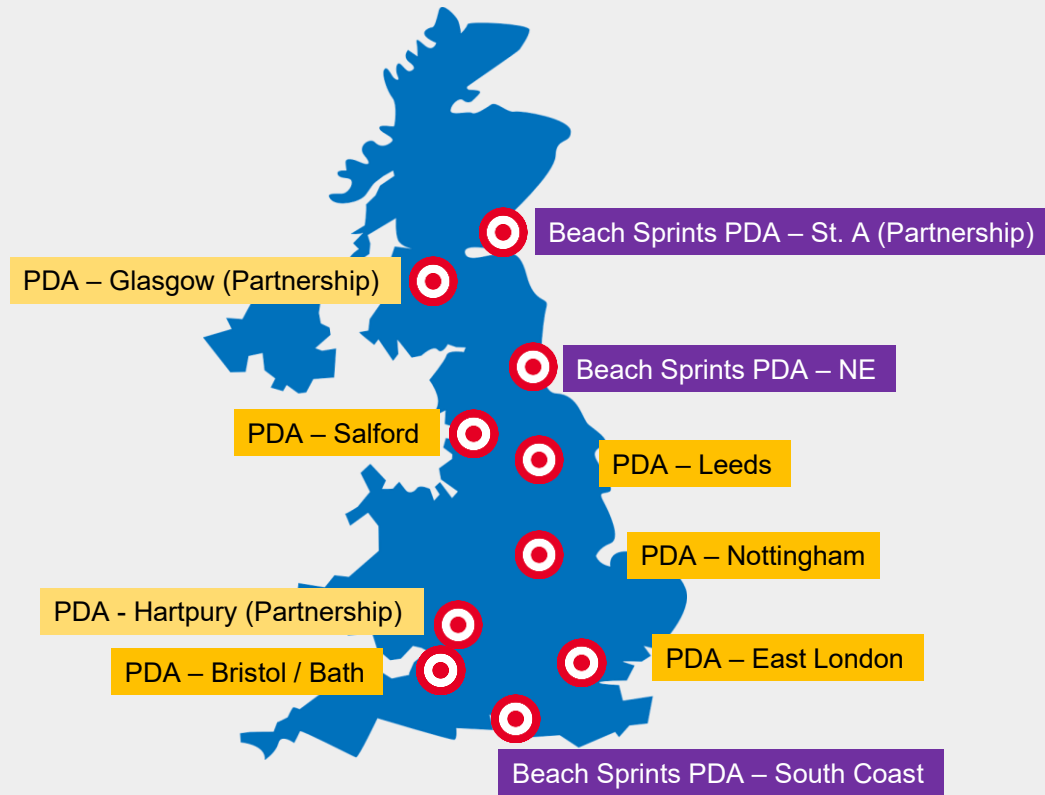 Beach Sprints PDA – St. A (Partnership)
PDA – Glasgow (Partnership)
Beach Sprints PDA – NE
PDA – Salford
PDA – Leeds
PDA – Nottingham
PDA - Hartpury (Partnership)
PDA – Bristol / Bath
PDA – East London
Beach Sprints PDA – South Coast